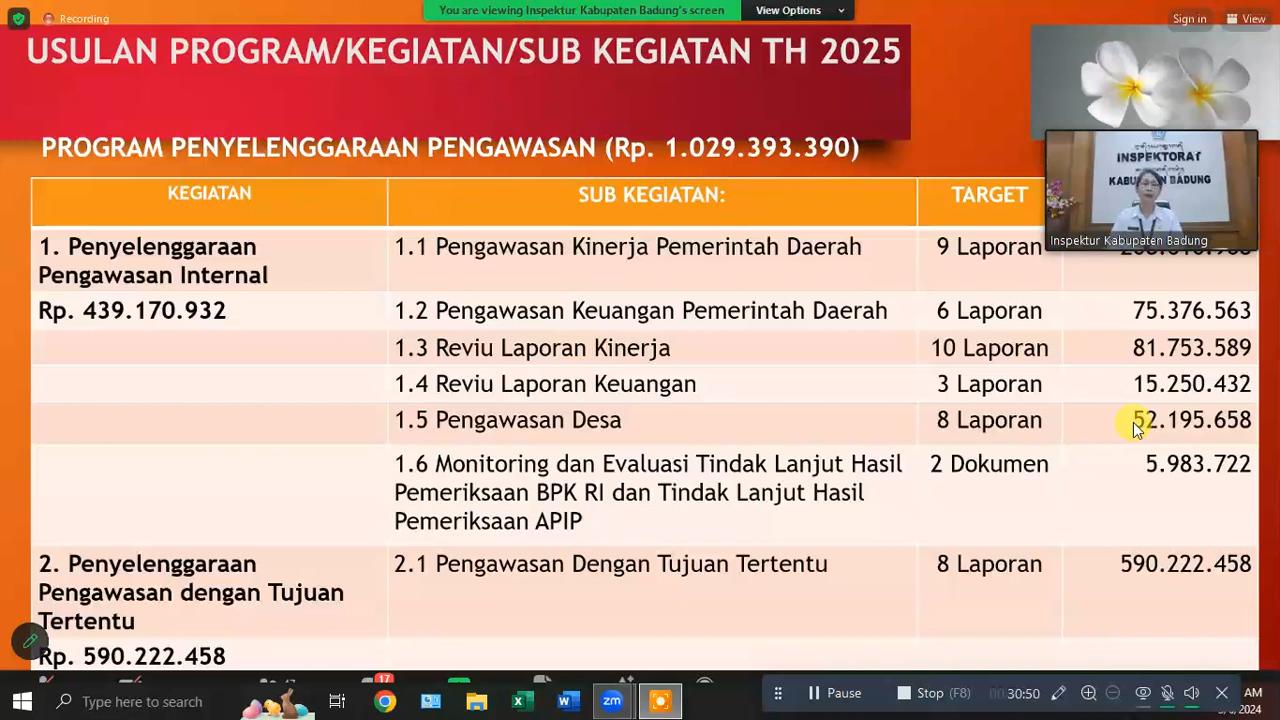 Recording
You are viewing Inspektur Kabupaten Badung's screen
View Options
Sign in
View
USULAN PROGRAM/KEGIATAN/SUB KEGIATAN TH 2025
PROGRAM PENYELENGGARAAN PENGAWASAN (Rp. 1.029.393.390)
INSPEKTORAT
KABUPATEN BADUNG
Inspektur Kabupaten Badung
KEGIATAN SUB KEGIATAN: TARGET
1. Penyelenggaraan
Pengawasan Internal
1.1 Pengawasan Kinerja Pemerintah Daerah 9 Laporan
Rp. 439.170.932 1.2 Pengawasan Keuangan Pemerintah Daerah 6 Laporan 75.376.563
1.3 Reviu Laporan Kinerja 10 Laporan 81.753.589
1.4 Reviu Laporan Keuangan 3 Laporan 15.250.432
1.5 Pengawasan Desa 8 Laporan 52.195.658
1.6 Monitoring dan Evaluasi Tindak Lanjut Hasil 2 Dokumen 5.983.722
Pemeriksaan BPK RI dan Tindak Lanjut Hasil
Pemeriksaan APIP
2. Penyelenggaraan
Pengawasan dengan Tujuan
Tertentu
2.1 Pengawasan Dengan Tujuan Tertentu 8 Laporan 590.222.458
Rp. 590.222.458
17
Type here to search
zm
Pause
Stop (F8)
00:30:50
AM